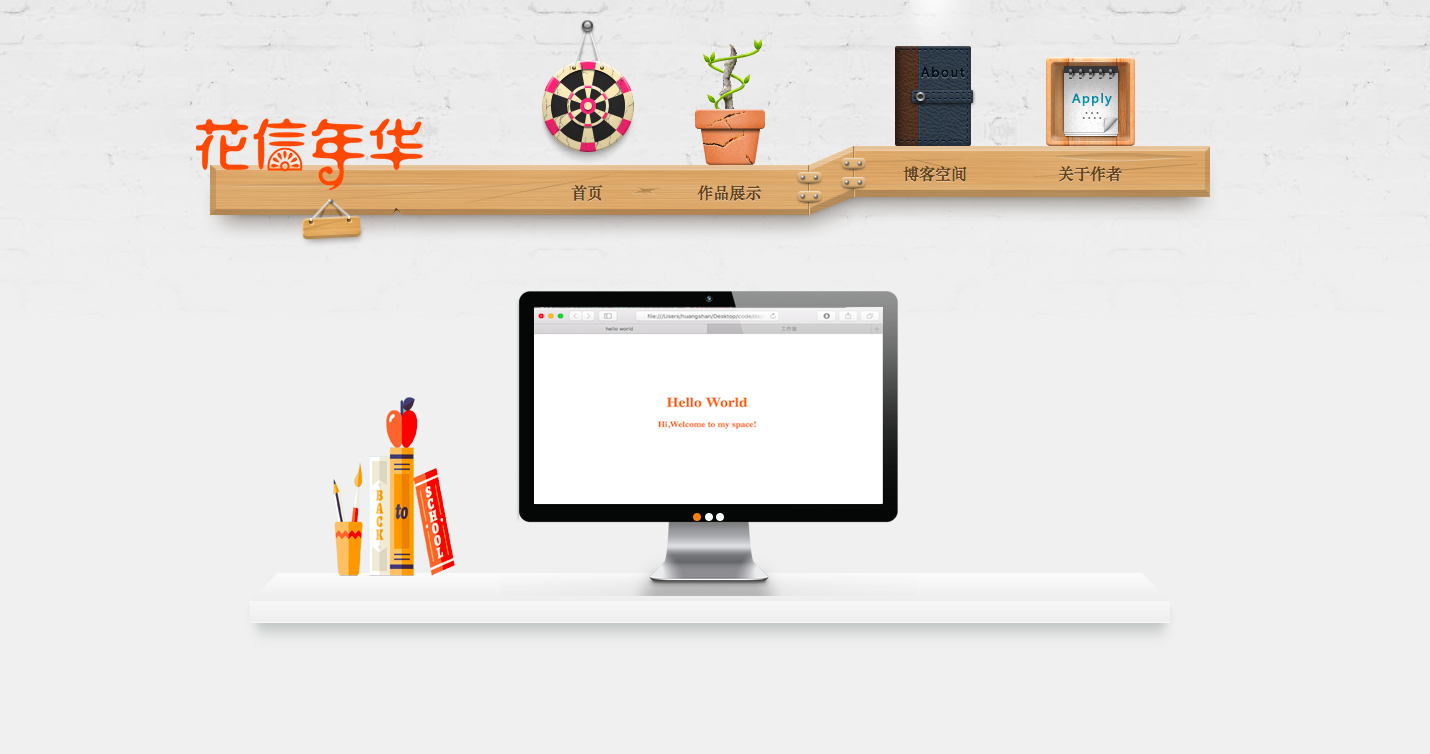 花信年华
About
Apply
首页
作品展示
博客空间
关于作者
file:///Users/huangshan/Desktop/code/
hello world
工作室
Hello World
Hi,Welcome to my space!
BACK
to
SCHOOL